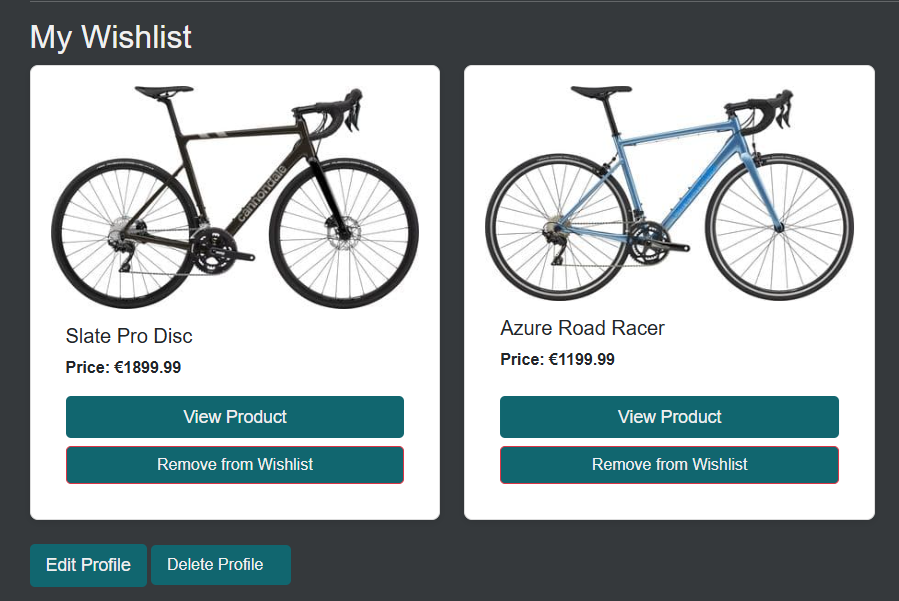 My Wishlist
cannondale
Slate Pro Disc
Price: €1899.99
View Product
Remove from Wishlist
Azure Road Racer
Price: €1199.99
View Product
Remove from Wishlist
Edit Profile
Delete Profile